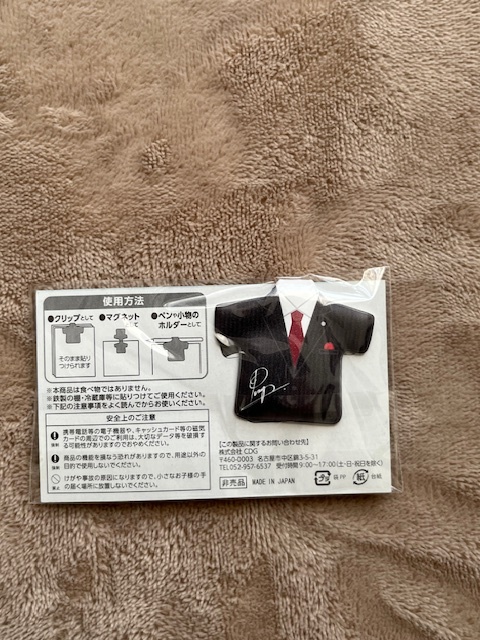 使用方法
●クリップとして
そのまま貼り
つけられます
●マグネット
して
●ペンや小物の
ホルダーとして
※本商品は食べ物ではありません。
※鉄製の棚・冷蔵庫等に貼りつけてご使用ください。
※下記の注意事項をよく読んでからお使いください。
安全上のご注意
携帯電話等の電子機器や、キャッシュカード等の磁気
カードの周辺でのご利用は、大切なデータ等を破損す
る可能性がありますのでおやめください。
商品の機能を損なう恐れがありますので、用途以外の
目的で使用しないでください。
けがや事故の原因になりますので、小さなお子様の手
の届く場所に放置しないでください。
【この製品に関するお問い合わせ先】
株式会社 CDG
〒460-0003 名古屋市中区錦3-5-31
TEL052-957-6537 受付時間 9:00~17:00(土・日・祝日を除く)
非売品 MADE IN JAPAN プラ 袋:PP 紙 台紙